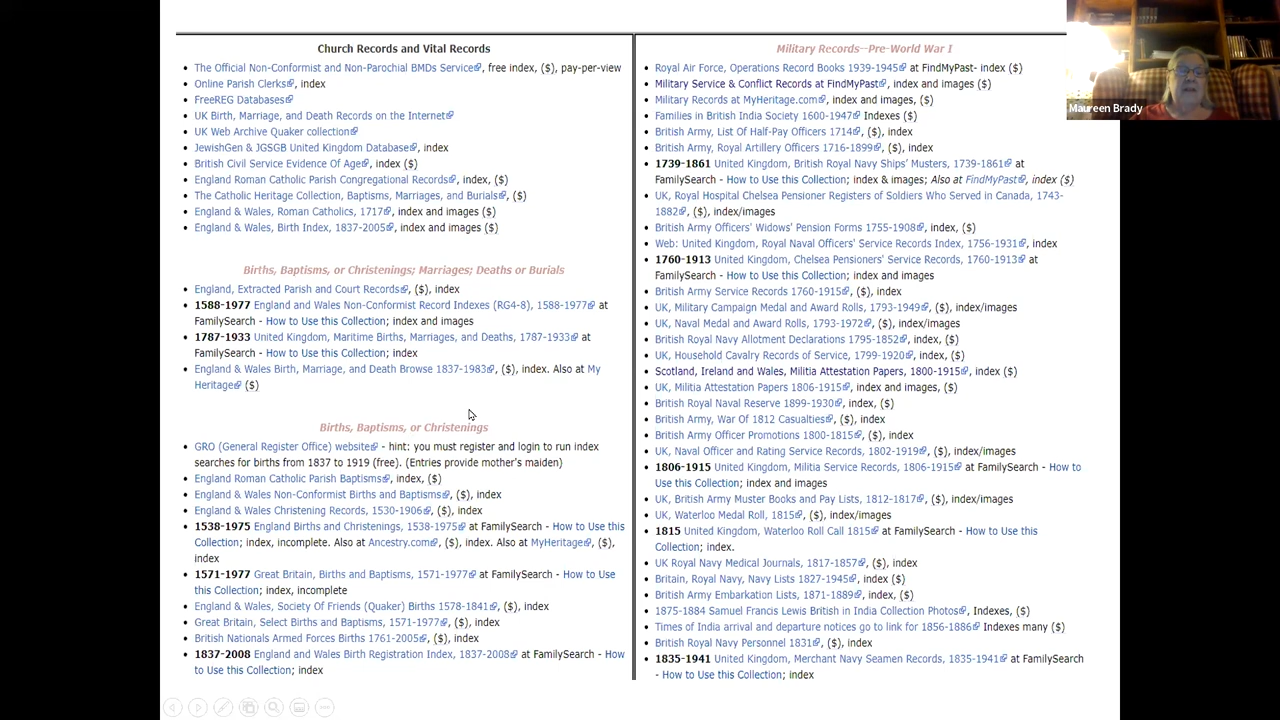 Church Records and Vital Records
The Official Non-Conformist and Non-Parochial BMDs Service, free index, ($), pay-per-view
Online Parish Clerks, index
FreeREG Databases
UK Birth, Marriage, and Death Records on the Internet
UK Web Archive Quaker collection
JewishGen & JGSGB United Kingdom Database, index
British Civil Service Evidence Of Age, index ($)
England Roman Catholic Parish Congregational Records, index, ($)
The Catholic Heritage Collection, Baptisms, Marriages, and Burials, ($)
England & Wales, Roman Catholics, 1717, index and images ($)
England & Wales, Birth Index, 1837-2005, index and images ($)
Births, Baptisms, or Christenings; Marriages; Deaths or Burials
England, Extracted Parish and Court Records, ($), index
1588-1977 England and Wales Non-Conformist Record Indexes (RG4-8), 1588-1977 at
FamilySearch - How to Use this Collection; index and images
1787-1933 United Kingdom, Maritime Births, Marriages, and Deaths, 1787-1933 at
FamilySearch - How to Use this Collection; index
England and Wales Birth, Marriage, and Death Browse 1837-1983, ($), index. Also at My
Heritage ($)
Births, Baptisms, or Christenings
GRO (General Register Office) website - hint: you must register and login to run index
searches for births from 1837 to 1919 (free). (Entries provide mother's maiden)
England Roman Catholic Parish Baptisms, index, ($)
England & Wales Non-Conformist Births and Baptisms, ($), index
England & Wales Christening Records, 1530-1906, ($), index
1538-1975 England Births and Christenings, 1538-1975 at FamilySearch - How to Use this
Collection; index, incomplete. Also at Ancestry.com, ($), index. Also at MyHeritage, ($),
index
1571-1977 Great Britain, Births and Baptisms, 1571-1977 at FamilySearch - How to Use
this Collection; index, incomplete
England & Wales, Society Of Friends (Quaker) Births 1578-1841, ($), index
Great Britain, Select Births and Baptisms, 1571-1977, ($), index
British Nationals Armed Forces Births 1761-2005, ($), index
1837-2008 England and Wales Birth Registration Index, 1837-2008 at FamilySearch - How
to Use this Collection; index
Military Records--Pre-World War I
Royal Air Force, Operations Record Books 1939-1945 at FindMyPast- index ($)
Military Service & Conflict Records at FindMyPast, index and images ($)
Military Records at MyHeritage.com, index and images, ($)
Families in British India Society 1600-1947 Indexes ($)
British Army, List Of Half-Pay Officers 1714, ($), index
British Army, Royal Artillery Officers 1716-1899, ($), index
1739-1861 United Kingdom, British Royal Navy Ships' Musters, 1739-1861 at
FamilySearch - How to Use this Collection; index & images; Also at FindMyPast, index ($)
UK, Royal Hospital Chelsea Pensioner Registers of Soldiers Who Served in Canada, 1743-
1882, ($), index/images
British Army Officers' Widows' Pension Forms 1755-1908, index, ($)
Web: United Kingdom, Royal Naval Officers' Service Records Index, 1756-1931, index
1760-1913 United Kingdom, Chelsea Pensioners' Service Records, 1760-1913 at
FamilySearch - How to Use this Collection; index and images
British Army Service Records 1760-1915, ($), index
UK, Military Campaign Medal and Award Rolls, 1793-1949, ($), index/images
UK, Naval Medal and Award Rolls, 1793-1972, ($), index/images
British Royal Navy Allotment Declarations 1795-1852, index, ($)
UK, Household Cavalry Records of Service, 1799-1920, index, ($)
Scotland, Ireland and Wales, Militia Attestation Papers, 1800-1915, index ($)
UK, Militia Attestation Papers 1806-1915, index and images, ($)
British Royal Naval Reserve 1899-1930, index, ($)
British Army, War Of 1812 Casualties, ($), index
British Army Officer Promotions 1800-1815, ($), index
UK, Naval Officer and Rating Service Records, 1802-1919, ($), index/images
1806-1915 United Kingdom, Militia Service Records, 1806-1915 at FamilySearch - How to
Use this Collection; index and images
UK, British Army Muster Books and Pay Lists, 1812-1817, ($), index/images
UK, Waterloo Medal Roll, 1815, ($), index/images
1815 United Kingdom, Waterloo Roll Call 1815 at FamilySearch - How to Use this
Collection; index.
UK Royal Navy Medical Journals, 1817-1857, ($), index
Britain, Royal Navy, Navy Lists 1827-1945, index ($)
British Army Embarkation Lists, 1871-1889, index, ($)
1875-1884 Samuel Francis Lewis British in India Collection Photos, Indexes, ($)
Times of India arrival and departure notices go to link for 1856-1886 Indexes many ($)
British Royal Navy Personnel 1831, ($), index
1835-1941 United Kingdom, Merchant Navy Seamen Records, 1835-1941 at FamilySearch
- How to Use this Collection; index
Maureen Brady